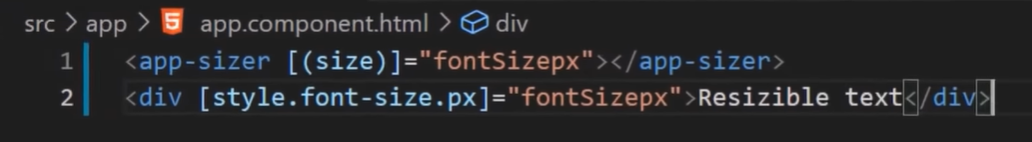 src > app > 5 app.component.html > div
1 <app-sizer [(size)]="fontSizepx"></app-sizer>
2 <div [style.font-size.px]="fontSizepx">Resizible text</div>